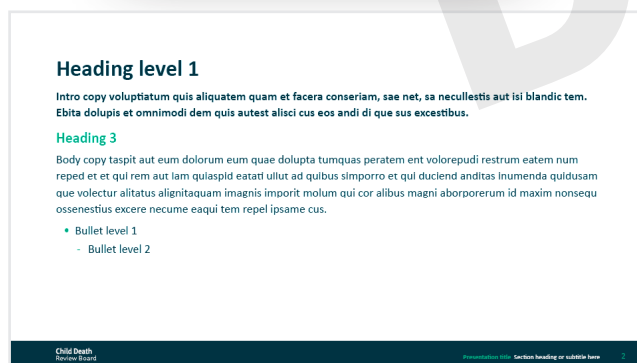 Heading level 1
Intro copy voluptiatum quis aliquatem quam et facera conseriam, sae net, sa necullestis aut isi blandic tem.
Ebita dolupis et omnimodi dem quis autest alisci cus eos andi di que sus excestibus.
Heading 3
Body copy taspit aut eum dolorum eum quae dolupta tumquas peratem ent volorepudi restrum eatem num
reped et et qui rem aut lam quiaspid eatati ullut ad quibus simporro et qui duciend anditas inumenda quidusam
que volectur alitatus alignitaquam imagnis imporit molum qui cor alibus magni aborporerum id maxim nonsequ
ossenestius excere necume eaqui tem repel ipsame cus.
• Bullet level 1
- Bullet level 2
Child Death
Review Board
Presentation title Section heading or subtitle here 2